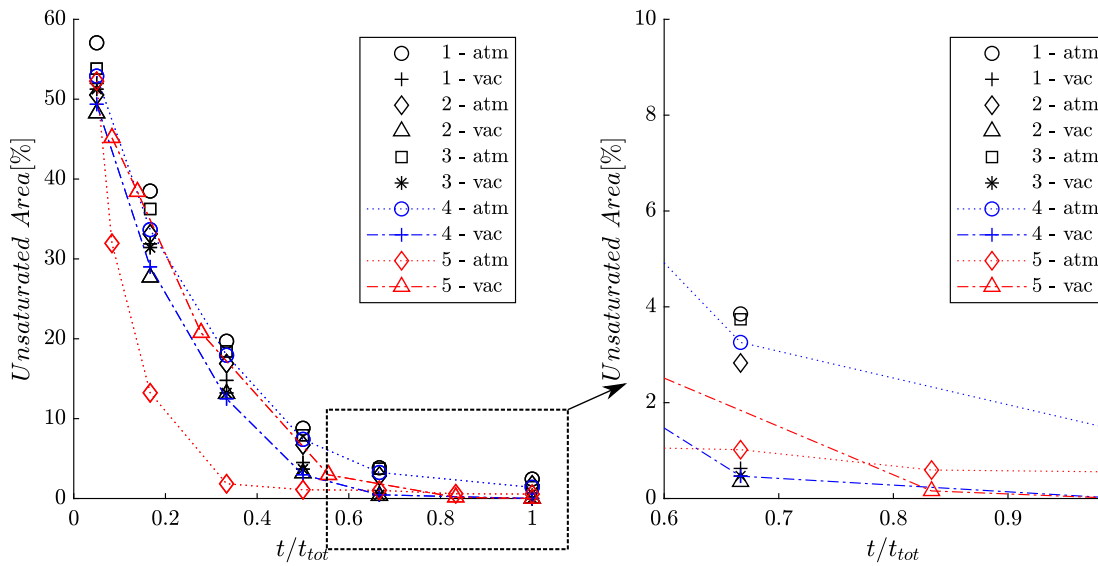 60
50
40
30
20
10
0
Unsaturated Area[%]
0
0.2
0.4
0.6
0.8
1
t/t_tot
1 - atm
1 - vac
2 - atm
2 - vac
3 - atm
3 - vac
4 - atm
4 - vac
5 - atm
5 - vac
10
8
6
4
2
0
Unsaturated Area[%]
0.6
0.7
0.8
0.9
t/t_tot
1 - atm
1 - vac
2 - atm
2 - vac
3 - atm
3 - vac
4 - atm
4 - vac
5 - atm
5 - vac